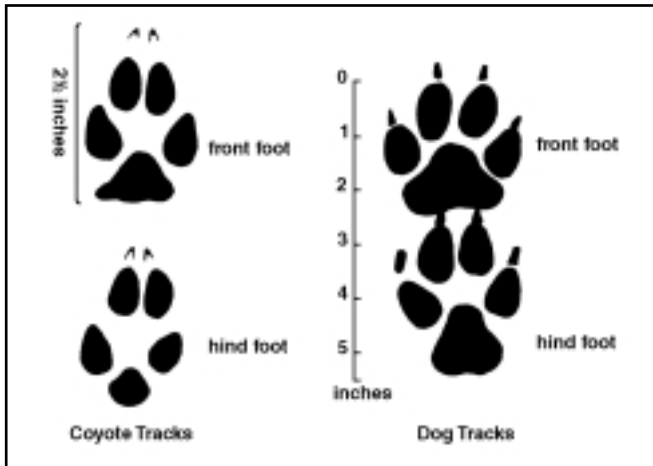 2½ inches
front foot
hind foot
Coyote Tracks
0
1
2
3
4
5
inches
front foot
hind foot
Dog Tracks